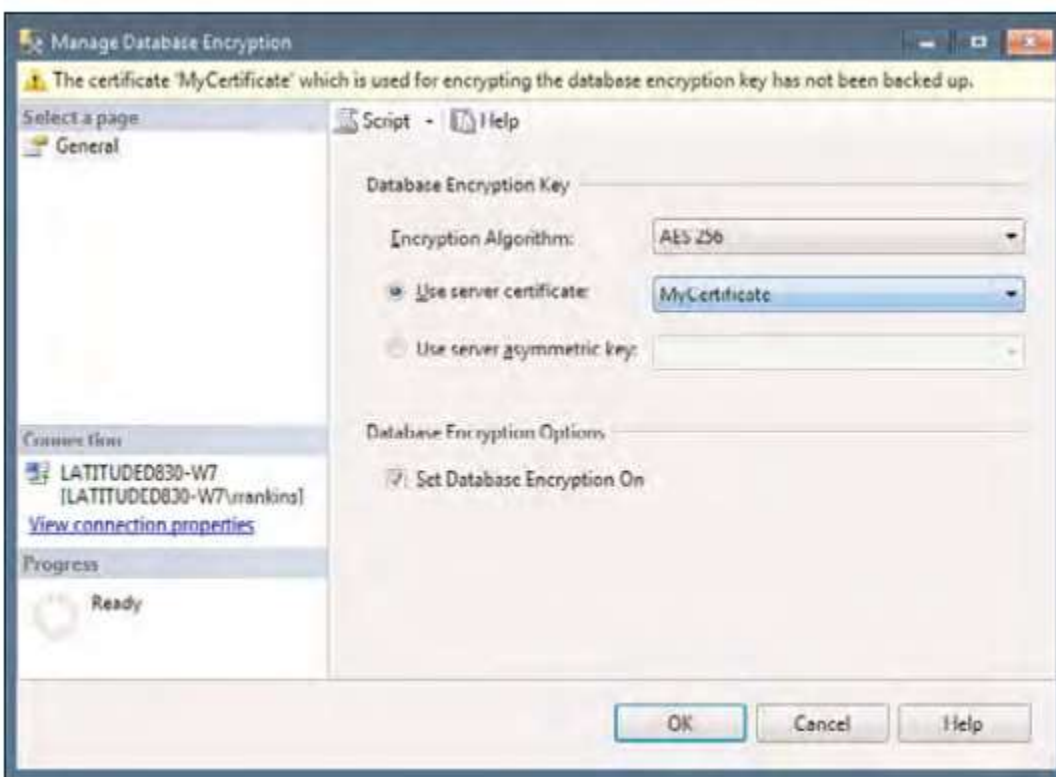 Manage Database Encryption
The certificate 'MyCertificate' which is used for encrypting the database encryption key has not been backed up.
Select a page
General
Script
Help
Database Encryption Key
Encryption Algorithm:
AES 256
Use server certificate:
MyCertificate
Use server asymmetric key:
Database Encryption Options
Set Database Encryption On
Connection
LATITUDED830-W7
[LATITUDED830-W7\rrankins]
View connection properties
Progress
Ready
OK
Cancel
Help